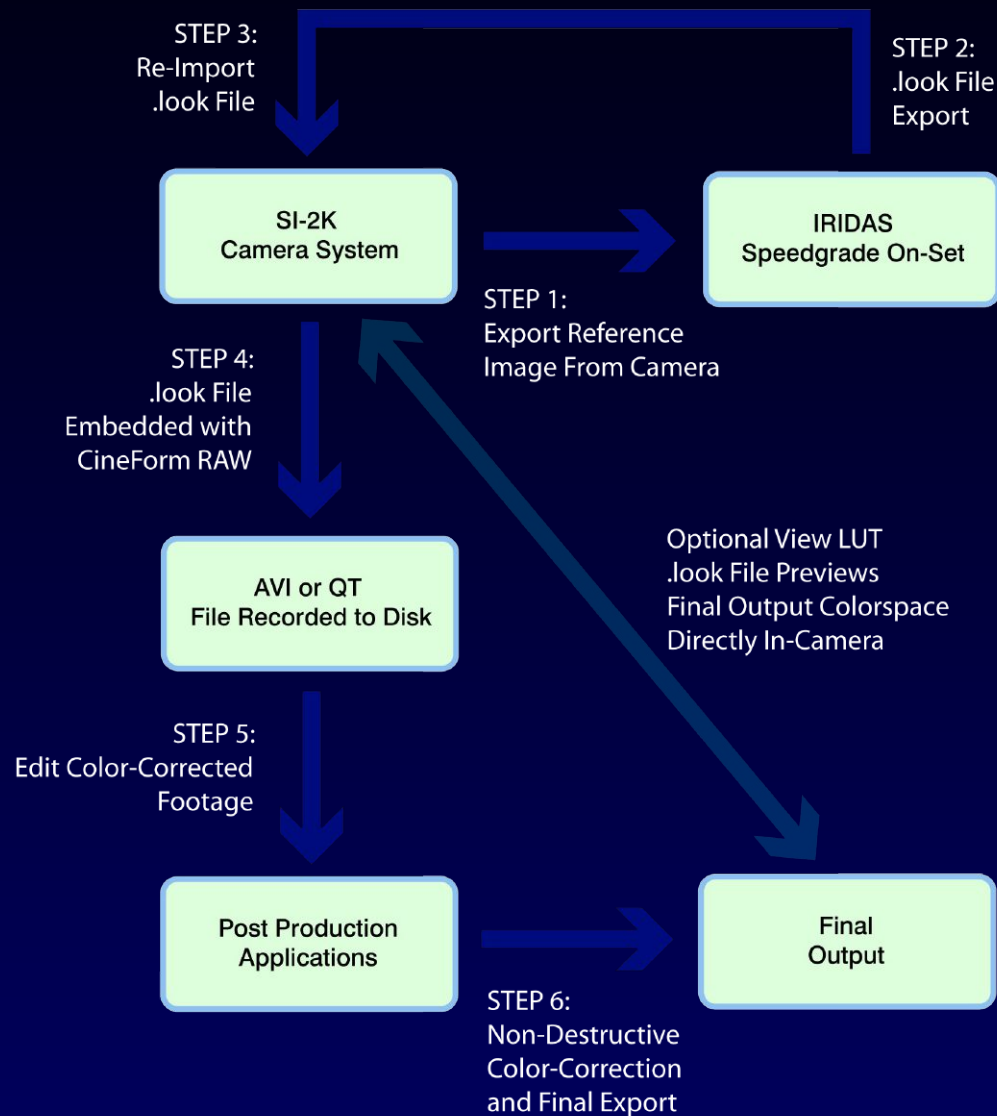 STEP 3:
Re-Import
.look File
STEP 2:
.look File
Export
SI-2K
Camera System
IRIDAS
Speedgrade On-Set
STEP 1:
Export Reference
Image From Camera
STEP 4:
.look File
Embedded with
CineForm RAW
AVI or QT
File Recorded to Disk
Optional View LUT
.look File Previews
Final Output Colorspace
Directly In-Camera
STEP 5:
Edit Color-Corrected
Footage
Post Production
Applications
Final
Output
STEP 6:
Non-Destructive
Color-Correction
and Final Export